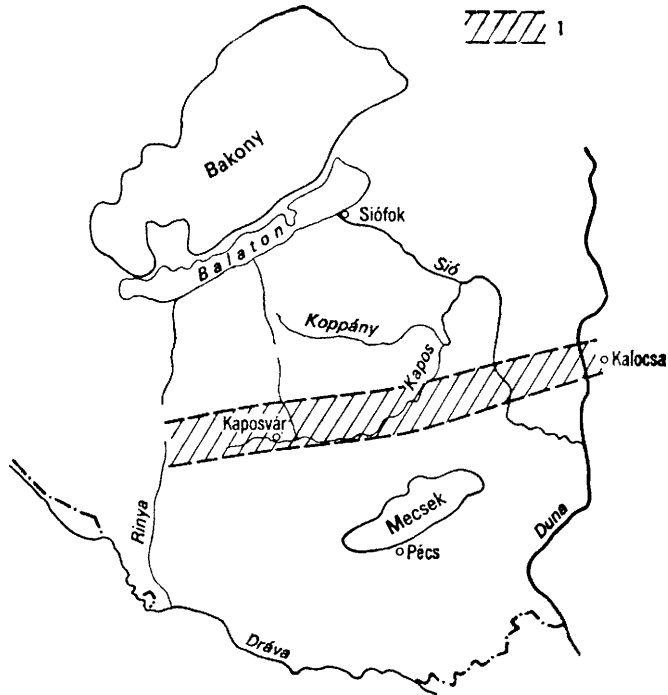 1
Bakony
Balaton
Siófok
Sió
Koppány
Kapos
Kalocsa
Kaposvár
Rinya
Mecsek
Pécs
Duna
Dráva